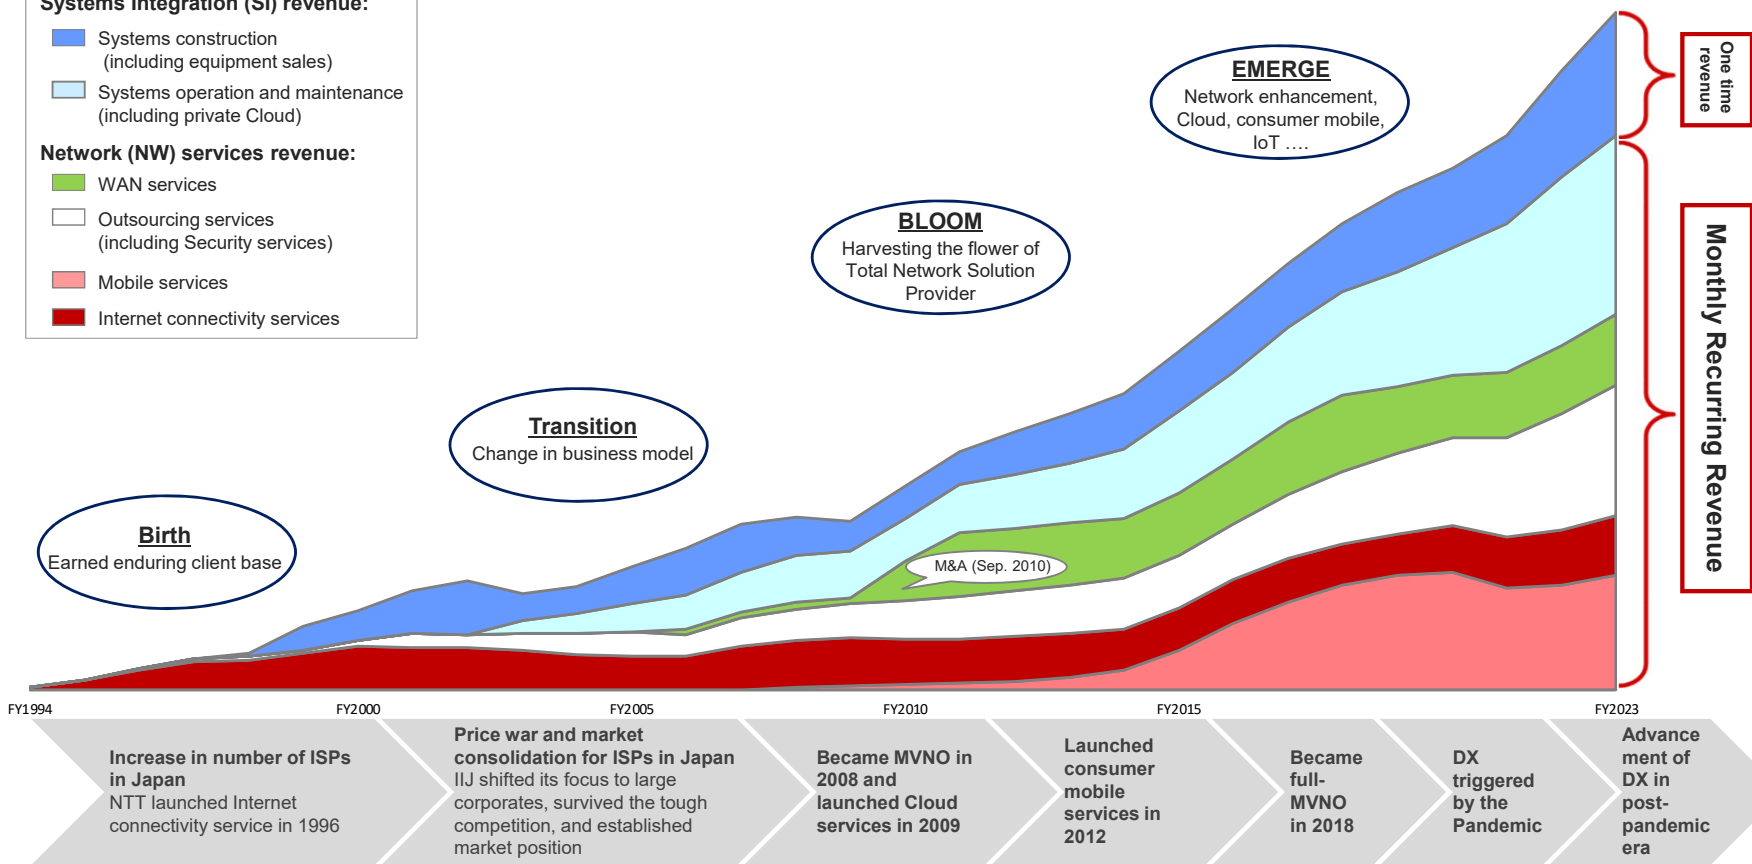 Systems Integration (SI) revenue:
Systems construction
(including equipment sales)
Systems operation and maintenance
(including private Cloud)
Network (NW) services revenue:
WAN services
Outsourcing services
(including Security services)
Mobile services
Internet connectivity services
Birth
Earned enduring client base
Transition
Change in business model
BLOOM
Harvesting the flower of
Total Network Solution
Provider
EMERGE
Network enhancement,
Cloud, consumer mobile,
IoT ....
M&A (Sep. 2010)
One time
revenue
Monthly Recurring Revenue
FY1994
FY2000
FY2005
FY2010
FY2015
FY2023
Increase in number of ISPs
in Japan
NTT launched Internet
connectivity service in 1996
Price war and market
consolidation for ISPs in Japan
IIJ shifted its focus to large
corporates, survived the tough
competition, and established
market position
Became MVNO in
2008 and
launched Cloud
services in 2009
Launched
consumer
mobile
services in
2012
Became
full-
MVNO
in 2018
DX
triggered
by the
Pandemic
Advance
ment of
DX in
post-
pandemic
era